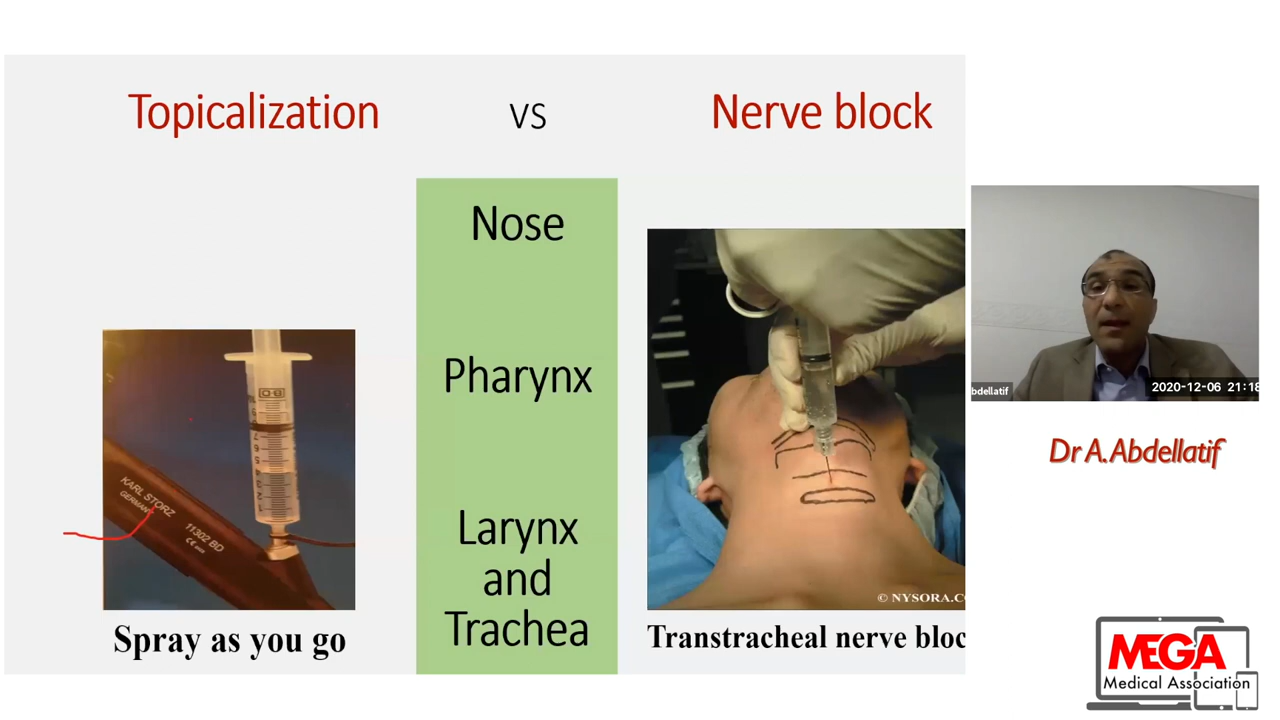 Topicalization
vs
Nerve block
Nose
Pharynx
Larynx
and
Trachea
KARL STORZ
GERMANY
11302 BD
CE
Spray as you go
© NYSORA.C
Transtracheal nerve bloc
bdellatif
2020-12-06 21:18
Dr A.Abdellatif
MEGA
Medical Association